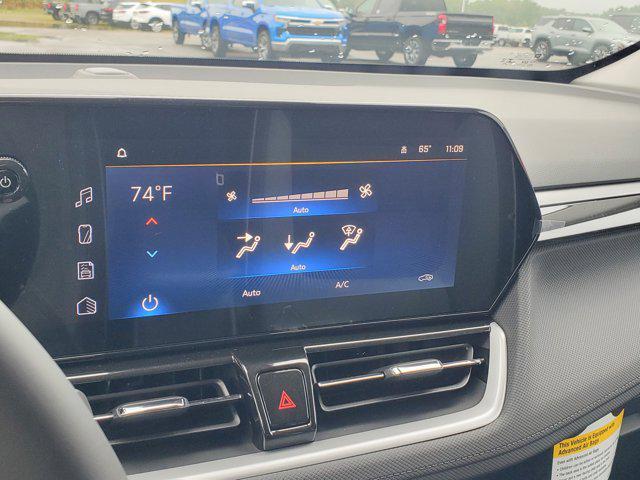 65° 11:09
74°F
Auto
Auto
Auto A/C
This Vehicle is Equipped with
Advanced Air Bags